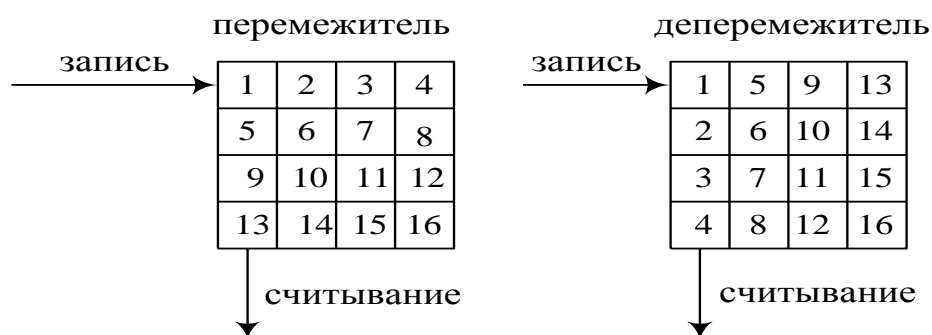 перемежитель деперемежитель
запись запись
1 2 3 4 1 5 9 13
5 6 7 8 2 6 10 14
9 10 11 12 3 7 11 15
13 14 15 16 4 8 12 16
считывание считывание